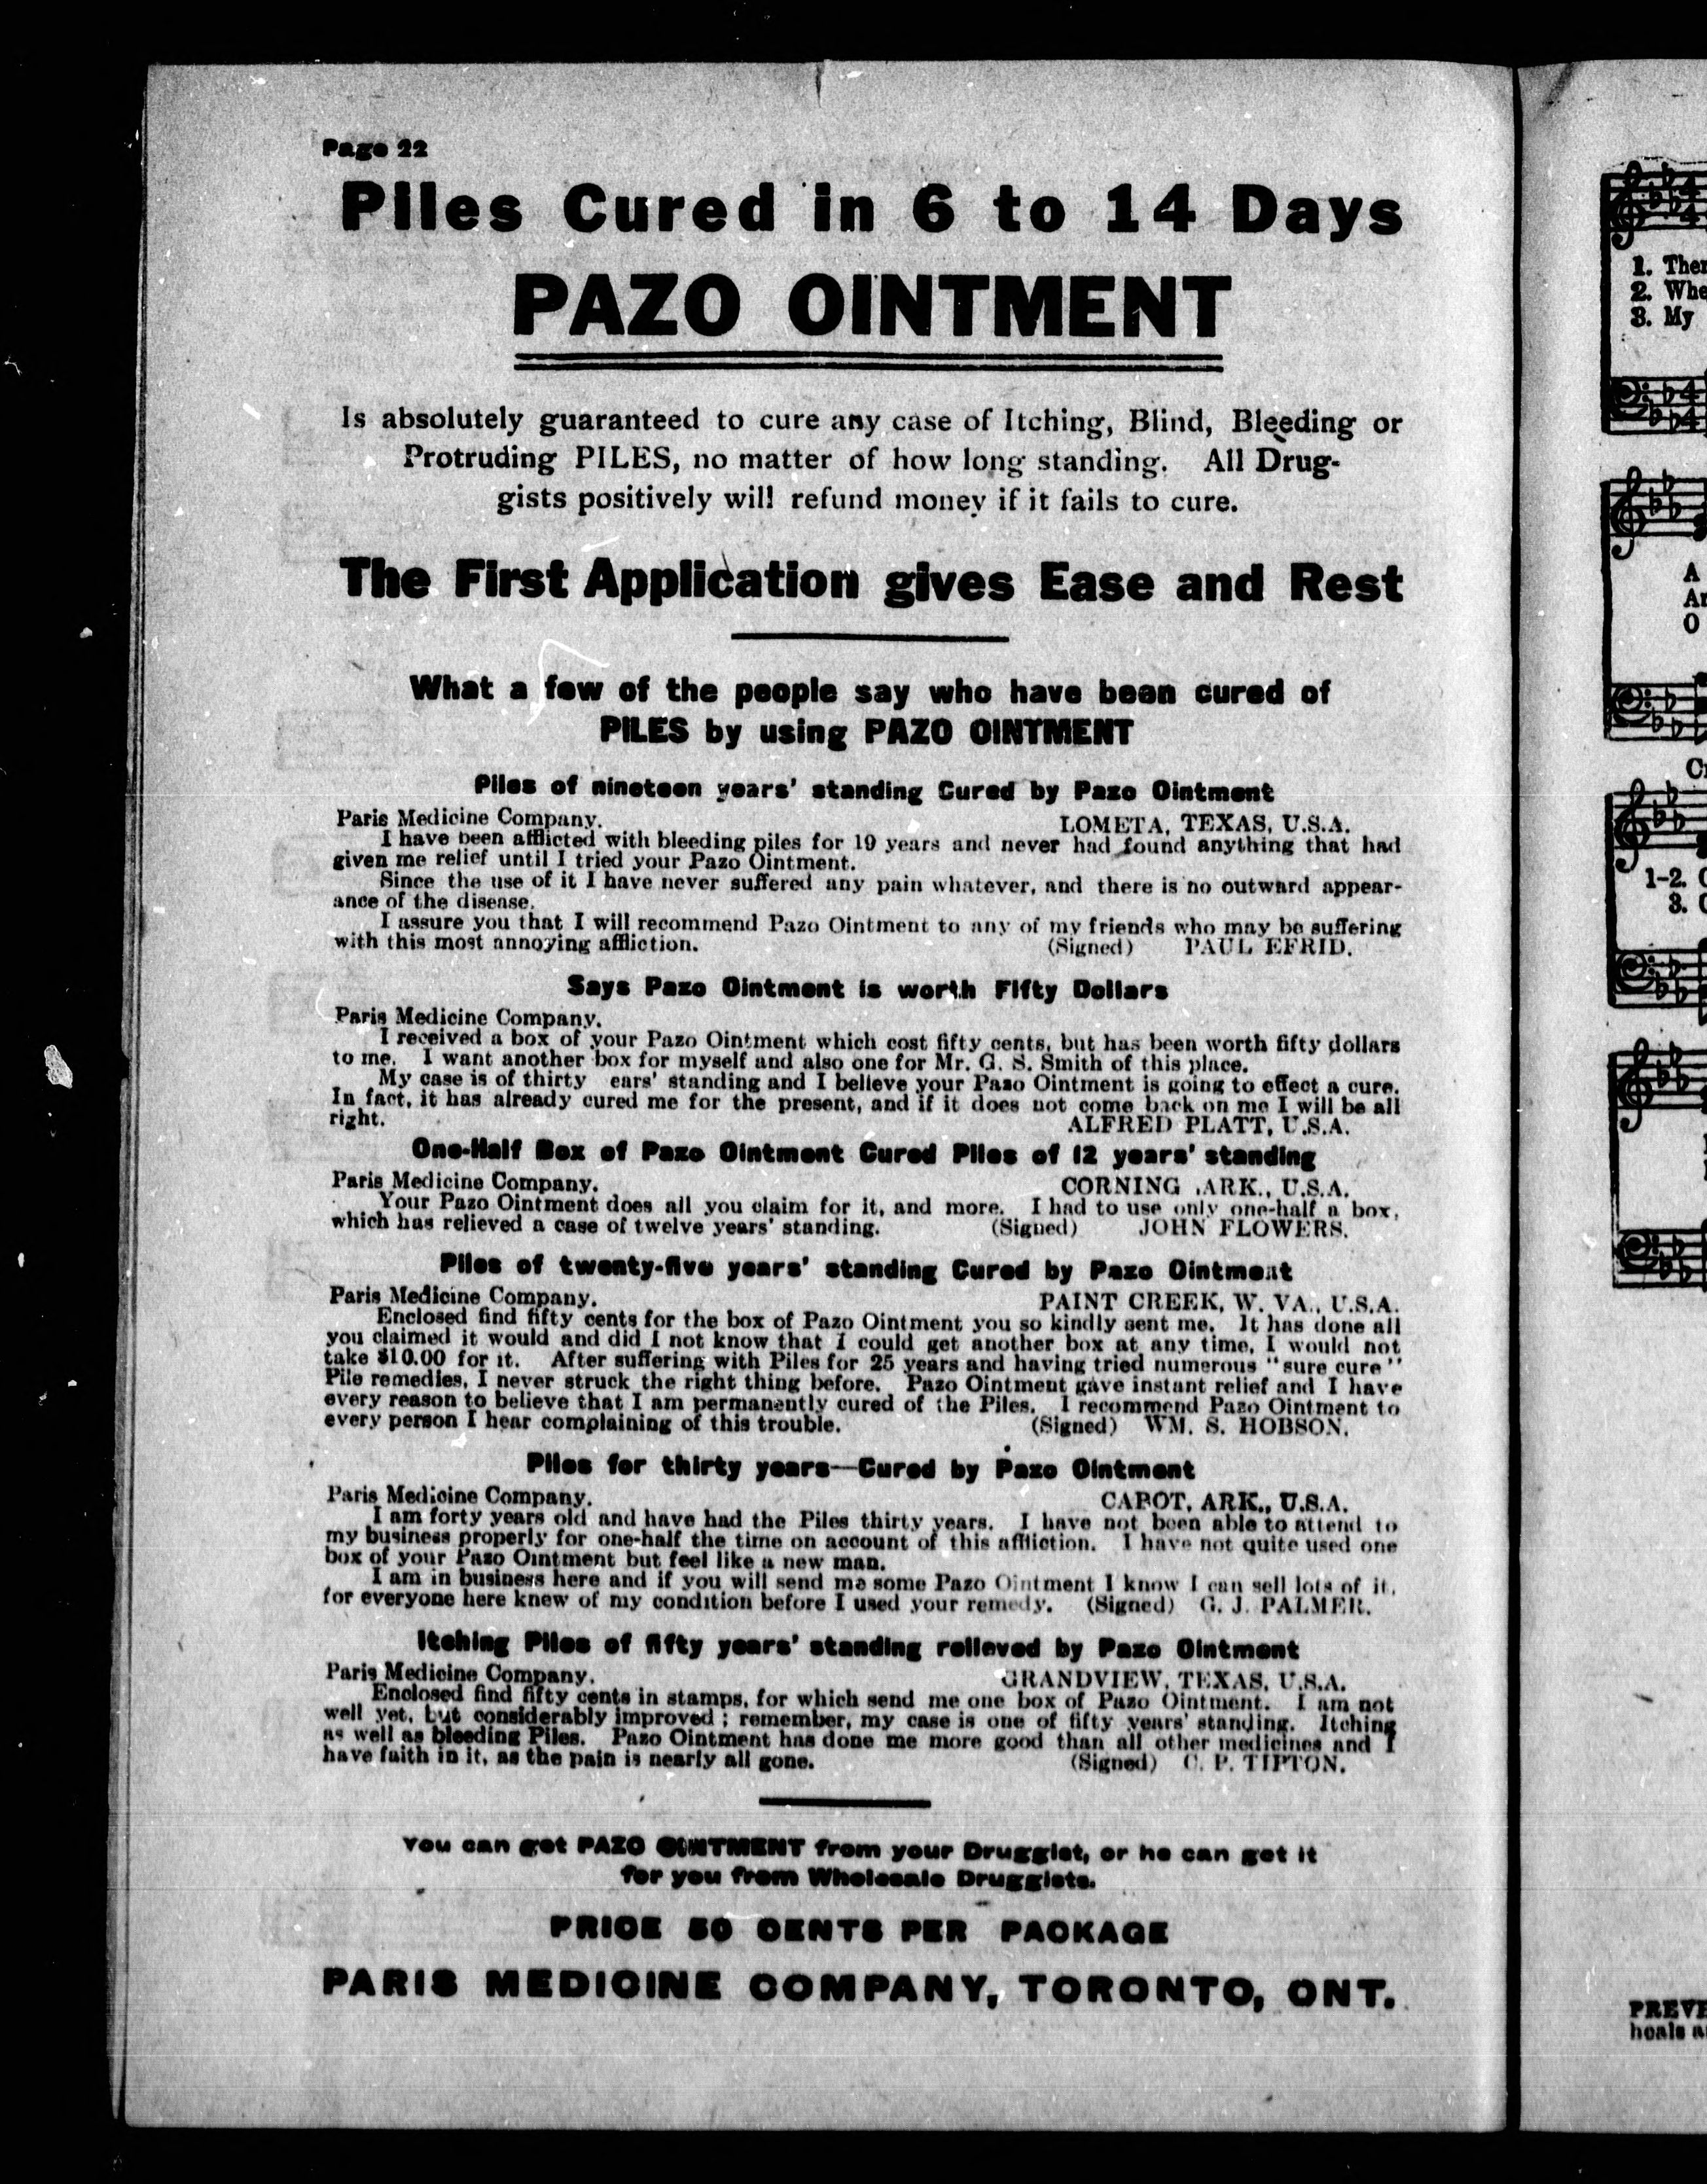 Page 22
Piles Cured in 6 to 14 Days
PAZO OINTMENT
Is absolutely guaranteed to cure any case of Itching, Blind, Bleeding or
Protruding PILES, no matter of how long standing. All Drug-
gists positively will refund money if it fails to cure.
The First Application gives Ease and Rest
What a few of the people say who have been cured of
PILES by using PAZO OINTMENT
Piles of nineteen years' standing Cured by Pazo Ointment
Paris Medicine Company. LOMETA, TEXAS, U.S.A.
I have been afflicted with bleeding piles for 19 years and never had found anything that had
given me relief until I tried your Pazo Ointment.
Since the use of it I have never suffered any pain whatever, and there is no outward appear-
ance of the disease.
I assure you that I will recommend Pazo Ointment to any of my friends who may be suffering
with this most annoying affliction. (Signed) PAUL EFRID.
Says Pazo Ointment is worth Fifty Dollars
Paris Medicine Company.
I received a box of your Pazo Ointment which cost fifty cents, but has been worth fifty dollars
to me. I want another box for myself and also one for Mr. G. S. Smith of this place.
My case is of thirty ears' standing and I believe your Pazo Ointment is going to effect a cure.
In fact, it has already cured me for the present, and if it does not come back on me I will be all
right. ALFRED PLATT, U.S.A.
One-Half Box of Pazo Ointment Cured Piles of 12 years' standing
Paris Medicine Company. CORNING ,ARK., U.S.A.
Your Pazo Ointment does all you claim for it, and more. I had to use only one-half a box,
which has relieved a case of twelve years' standing. (Signed) JOHN FLOWERS.
Piles of twenty-five years' standing Cured by Pazo Ointment
Paris Medicine Company. PAINT CREEK, W. VA., U.S.A.
Enclosed find fifty cents for the box of Pazo Ointment you so kindly sent me. It has done all
you claimed it would and did I not know that I could get another box at any time, I would not
take $10.00 for it. After suffering with Piles for 25 years and having tried numerous "sure cure"
Pile remedies, I never struck the right thing before. Pazo Ointment gave instant relief and I have
every reason to believe that I am permanently cured of the Piles. I recommend Pazo Ointment to
every person I hear complaining of this trouble. (Signed) WM. S. HOBSON.
Piles for thirty years—Cured by Pazo Ointment
Paris Medicine Company. CABOT, ARK., U.S.A.
I am forty years old and have had the Piles thirty years. I have not been able to attend to
my business properly for one-half the time on account of this affliction. I have not quite used one
box of your Pazo Ointment but feel like a new man.
I am in business here and if you will send me some Pazo Ointment I know I can sell lots of it,
for everyone here knew of my condition before I used your remedy. (Signed) G. J. PALMER.
Itching Piles of fifty years' standing relieved by Pazo Ointment
Paris Medicine Company. GRANDVIEW, TEXAS, U.S.A.
Enclosed find fifty cents in stamps, for which send me one box of Pazo Ointment. I am not
well yet, but considerably improved; remember, my case is one of fifty years' standing. Itching
as well as bleeding Piles. Pazo Ointment has done me more good than all other medicines and I
have faith in it, as the pain is nearly all gone. (Signed) C. P. TIPTON.
You can get PAZO OINTMENT from your Druggist, or he can get it
for you from Wholesale Druggists.
PRICE 50 CENTS PER PACKAGE
PARIS MEDICINE COMPANY, TORONTO, ONT.
1.
2.
3. My
A
O
1-2.
3.